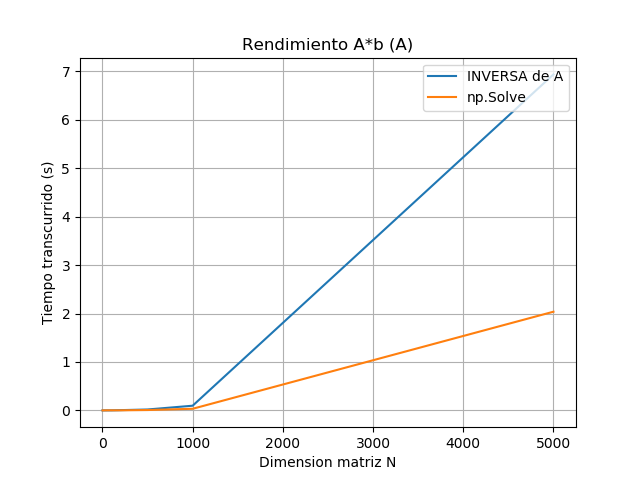 Rendimiento A*b (A)
INVERSA de A
np.Solve
Tiempo transcurrido (s)
7
6
5
4
3
2
1
0
0 1000 2000 3000 4000 5000
Dimension matriz N